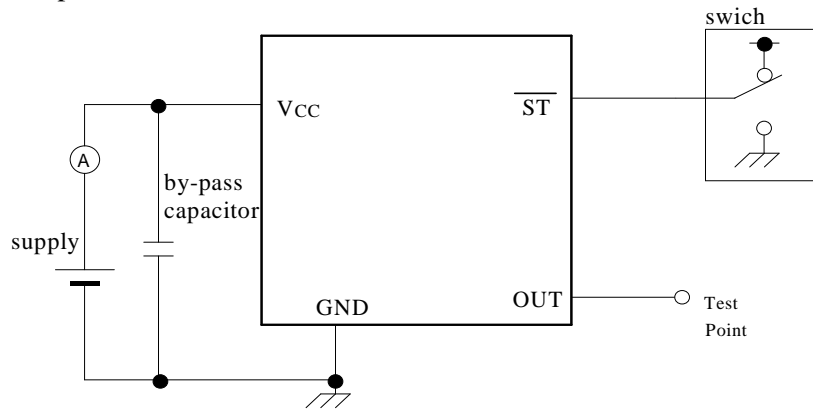 swich
VCC
ST
A
by-pass
capacitor
supply
GND
OUT
Test
Point